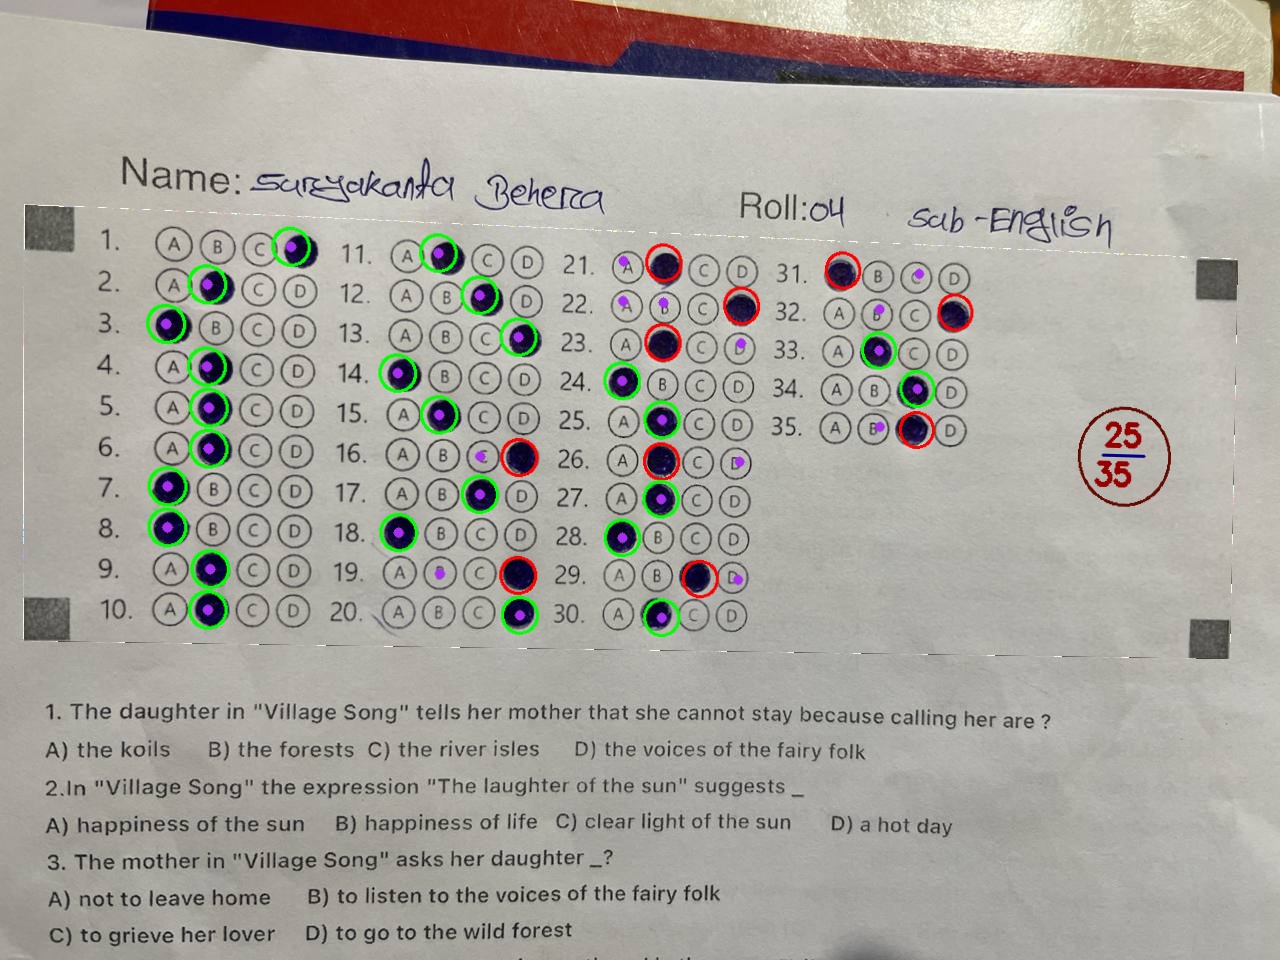 Name: Suryakanta Behera Roll:04 Sub-English
1. A B C 11. A C D 21. A C D 31. B C D
2. A C D 12. A B D 22. A B C 32. A B C
3. B C D 13. A B C 23. A C D 33. A C D
4. A C D 14. B C D 24. B C D 34. A B D
5. A C D 15. A C D 25. A C D 35. A B D
6. A C D 16. A B C 26. A C D
7. B C D 17. A B D 27. A C D
8. B C D 18. B C D 28. B C D
9. A C D 19. A B C 29. A B D
10. A C D 20. A B C 30. A C D
25
35
1. The daughter in "Village Song" tells her mother that she cannot stay because calling her are ?
A) the koils B) the forests C) the river isles D) the voices of the fairy folk
2.In "Village Song" the expression "The laughter of the sun" suggests _
A) happiness of the sun B) happiness of life C) clear light of the sun D) a hot day
3. The mother in "Village Song" asks her daughter _?
A) not to leave home B) to listen to the voices of the fairy folk
C) to grieve her lover D) to go to the wild forest